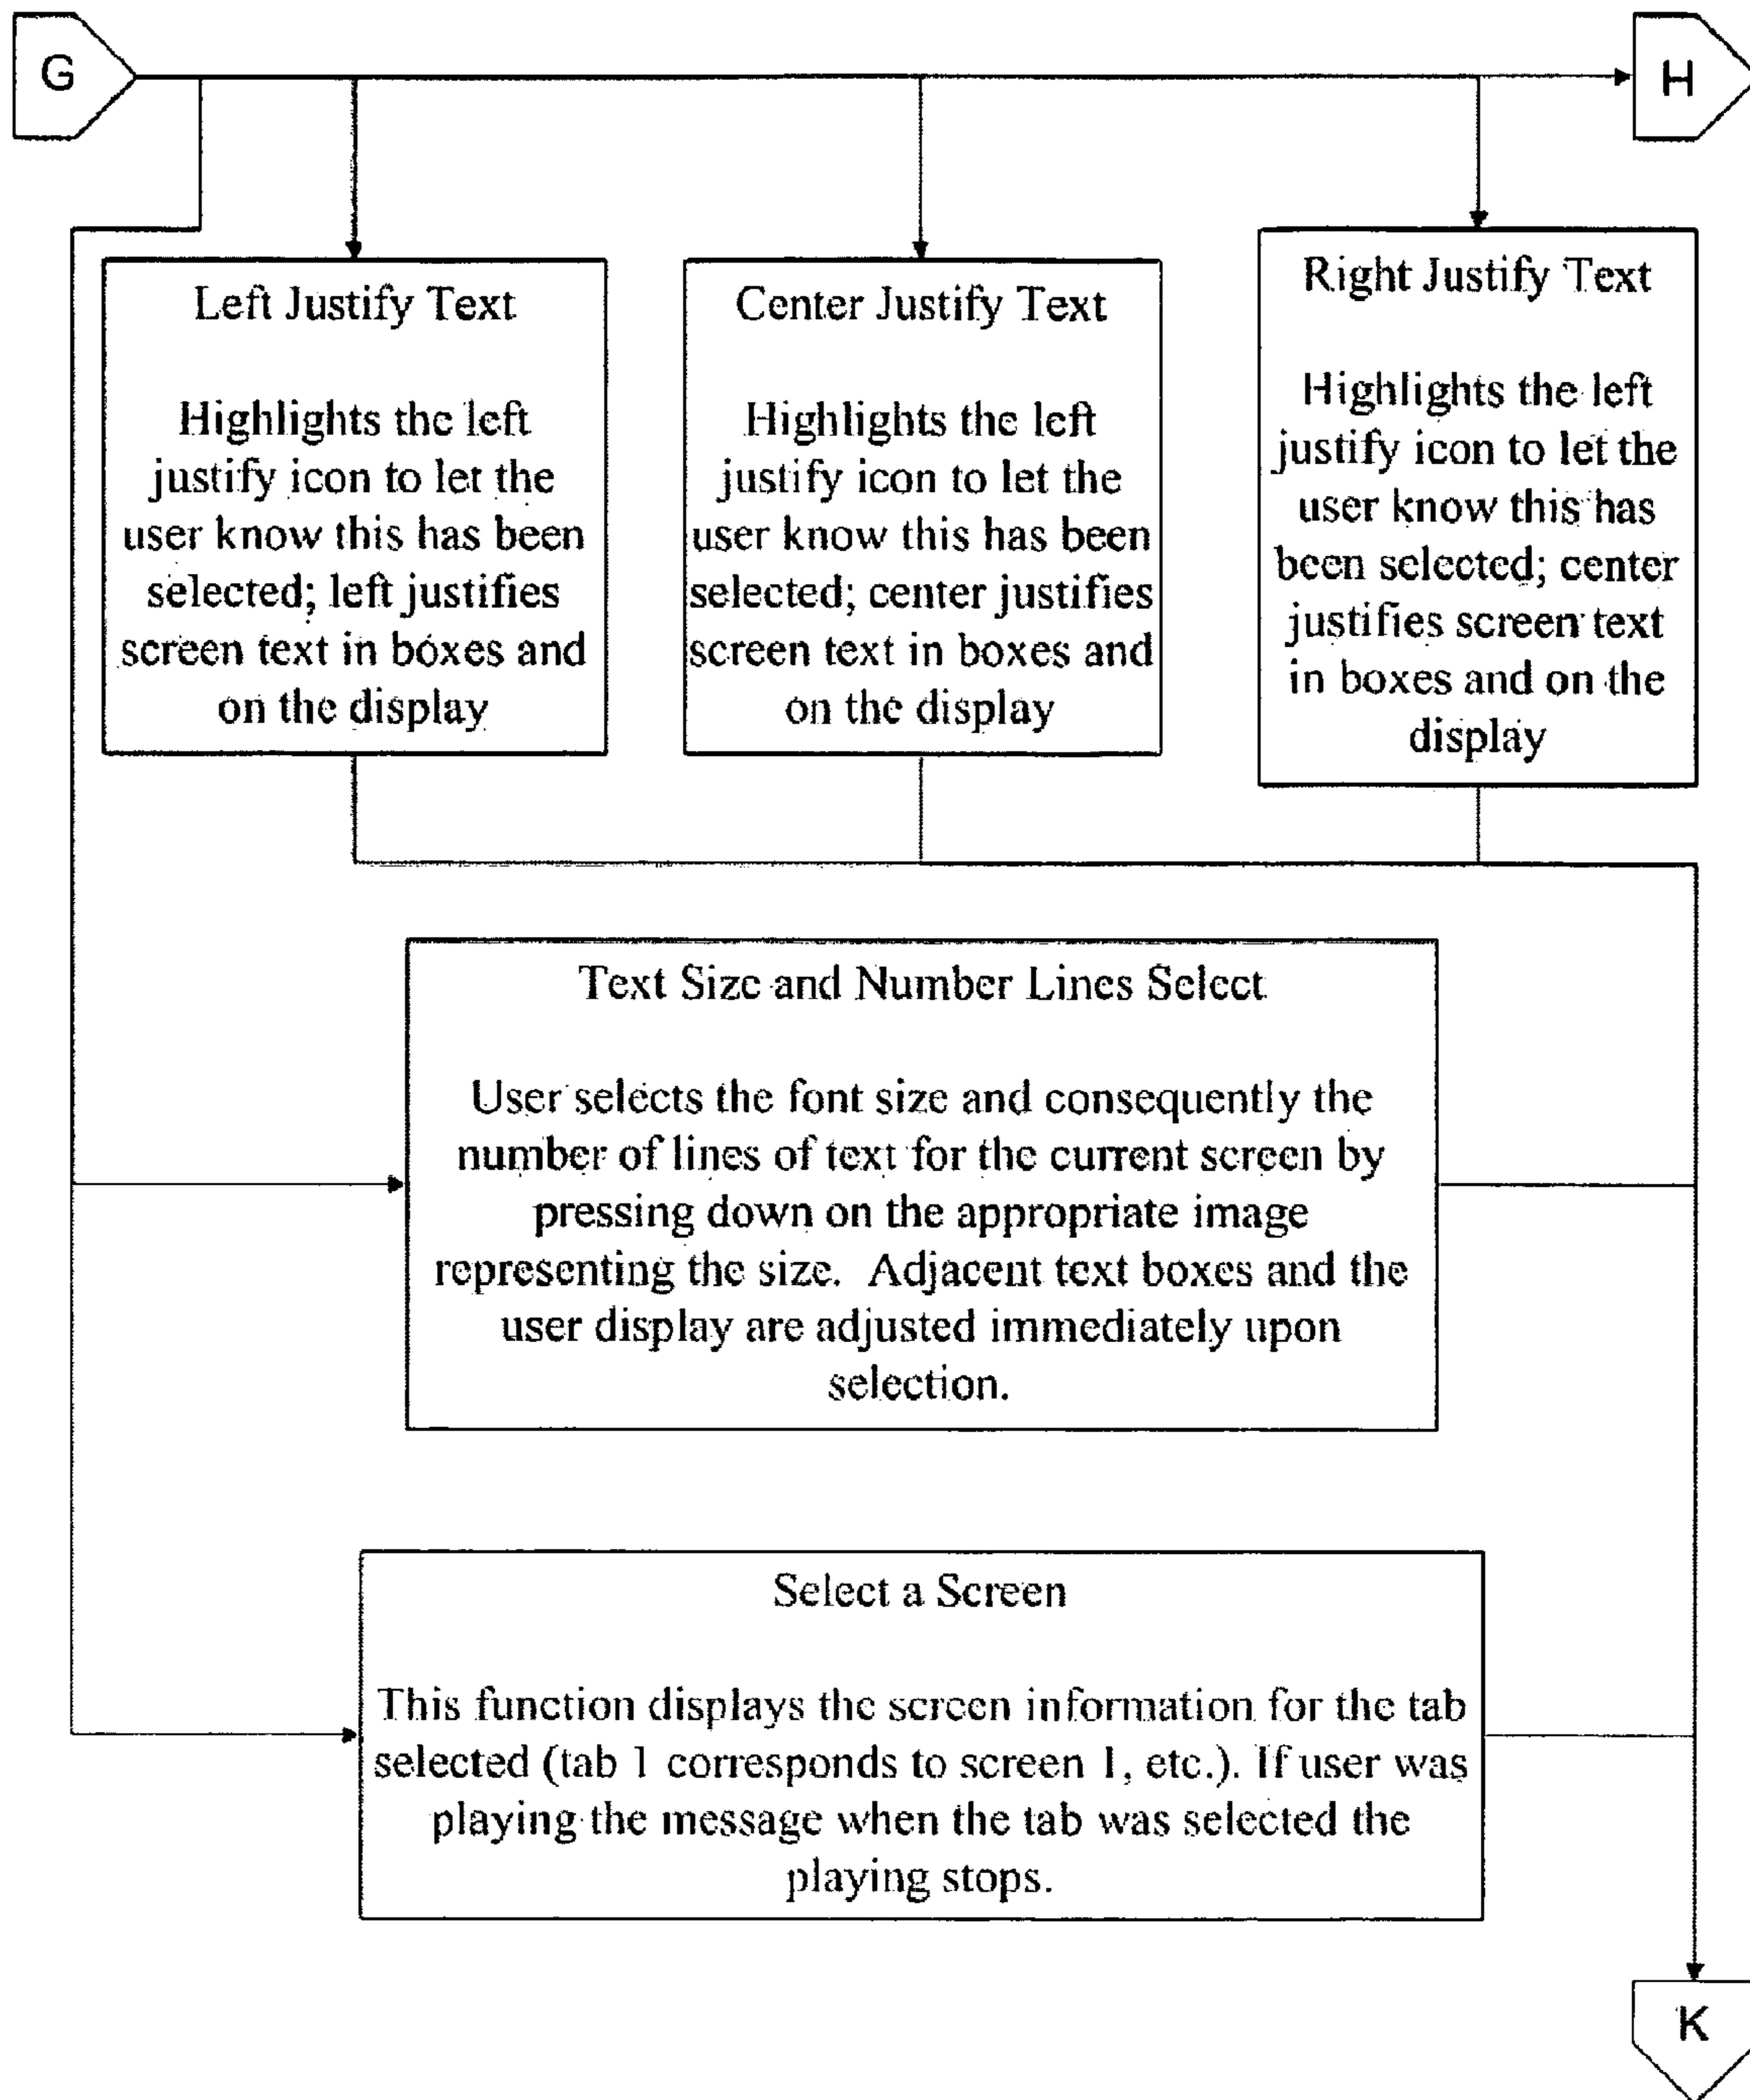 G
H
Left Justify Text
Highlights the left
justify icon to let the
user know this has been
selected; left justifies
screen text in boxes and
on the display
Center Justify Text
Highlights the left
justify icon to let the
user know this has been
selected; center justifies
screen text in boxes and
on the display
Right Justify Text
Highlights the left
justify icon to let the
user know this has
been selected; center
justifies screen text
in boxes and on the
display
Text Size and Number Lines Select
User selects the font size and consequently the
number of lines of text for the current screen by
pressing down on the appropriate image
representing the size. Adjacent text boxes and the
user display are adjusted immediately upon
selection.
Select a Screen
This function displays the screen information for the tab
selected (tab 1 corresponds to screen 1, etc.). If user was
playing the message when the tab was selected the
playing stops.
K